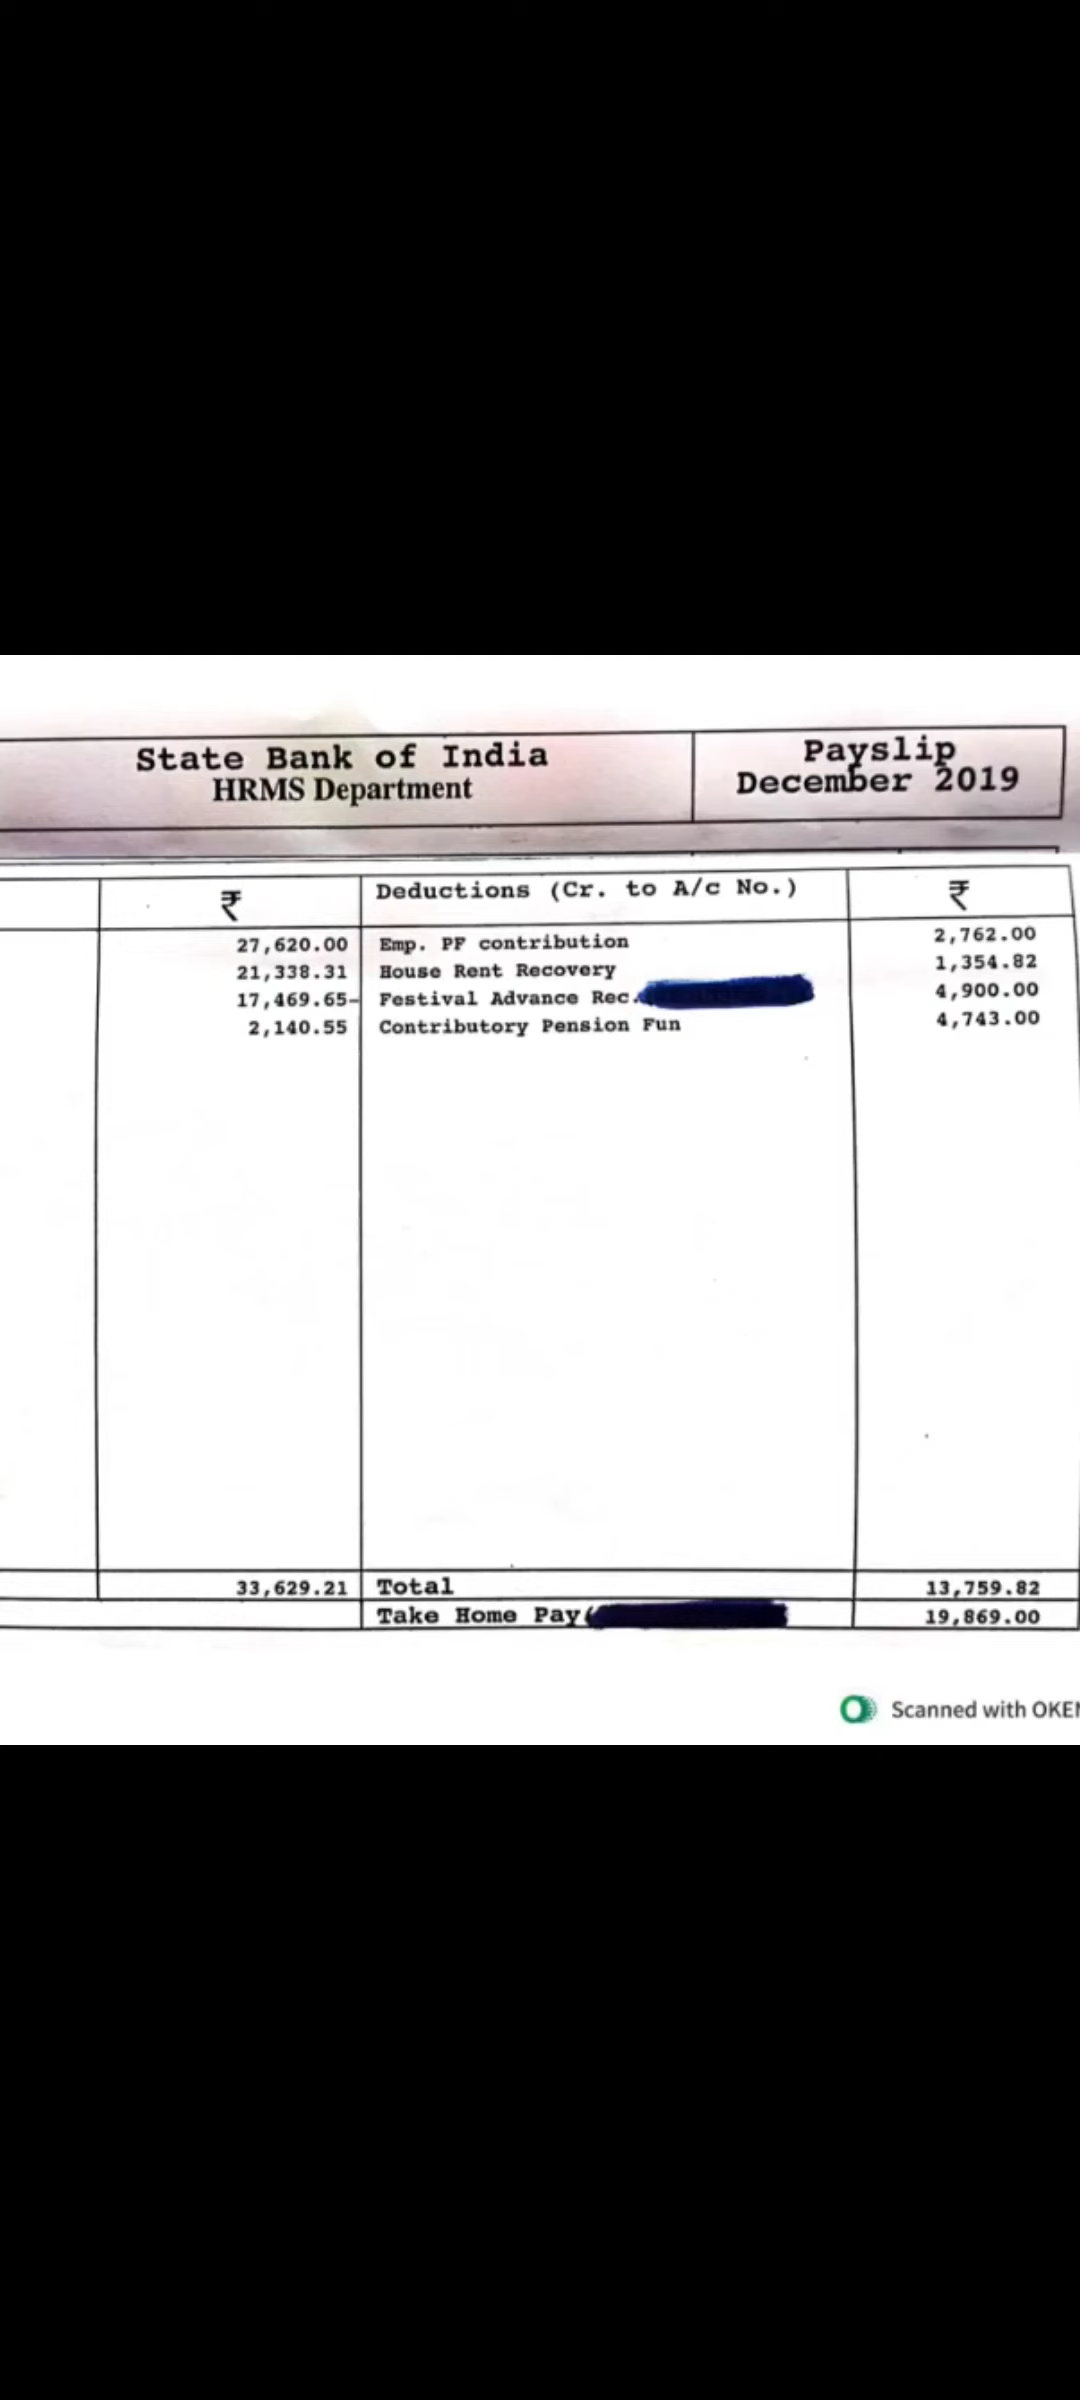 State Bank of India
HRMS Department
Payslip
December 2019
₹ Deductions (Cr. to A/c No.) ₹
27,620.00 Emp. PF contribution 2,762.00
21,338.31 House Rent Recovery 1,354.82
17,469.65- Festival Advance Rec. 4,900.00
2,140.55 Contributory Pension Fun 4,743.00
33,629.21 Total 13,759.82
Take Home Pay( 19,869.00
Scanned with OKEN